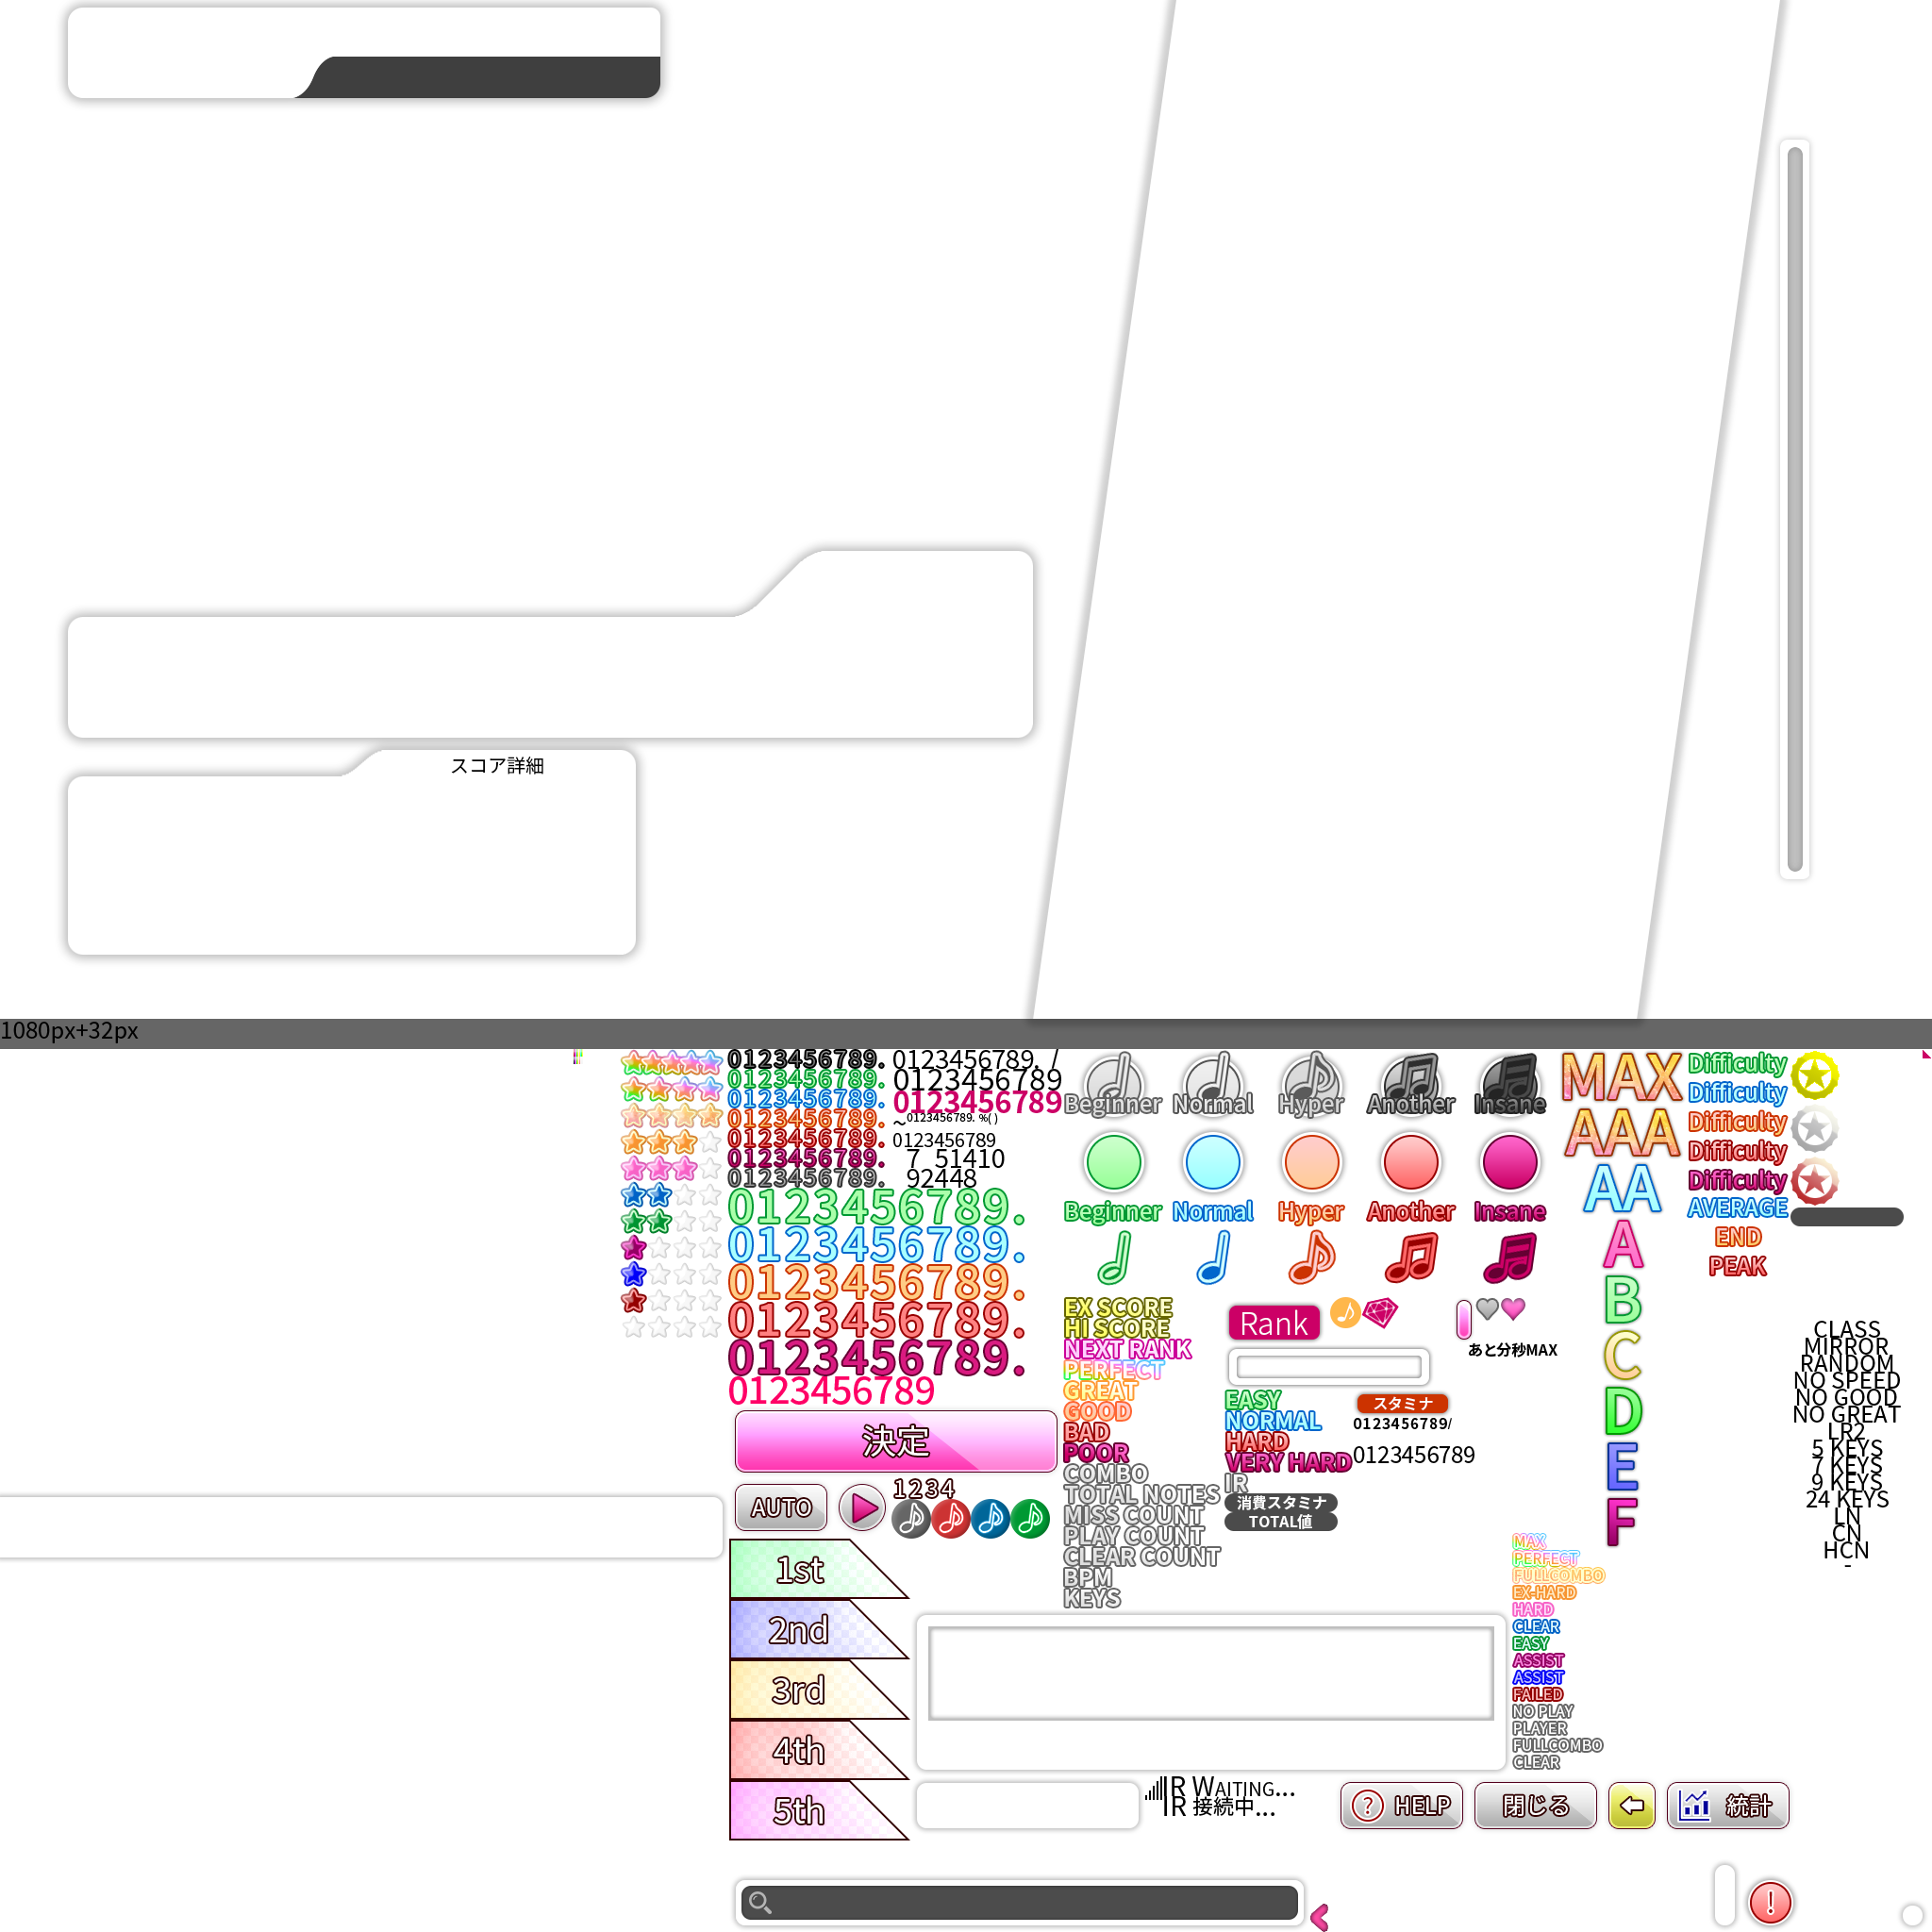 スコア詳細
1080px+32px
0123456789.
0123456789.
0123456789.
0123456789.
0123456789.
0123456789.
0123456789.
0123456789. /
0123456789
0123456789
~0123456789. %( )
0123456789
7 51410
92448
0123456789.
0123456789.
0123456789.
0123456789.
0123456789.
0123456789
決定
AUTO
1234
1st
2nd
3rd
4th
5th
Beginner Normal Hyper Another Insane
Beginner Normal Hyper Another Insane
EX SCORE
HI SCORE
NEXT RANK
PERFECT
GREAT
GOOD
BAD
POOR
COMBO
TOTAL NOTES
MISS COUNT
PLAY COUNT
CLEAR COUNT
BPM
KEYS
Rank
あと分秒MAX
EASY
NORMAL
HARD
VERY HARD
IR
消費スタミナ
TOTAL値
スタミナ
0123456789/
0123456789
MAX
AAA
AA
A
B
C
D
E
F
Difficulty
Difficulty
Difficulty
Difficulty
Difficulty
AVERAGE
END
PEAK
CLASS
MIRROR
RANDOM
NO SPEED
NO GOOD
NO GREAT
LR2
5 KEYS
7 KEYS
9 KEYS
24 KEYS
LN
CN
HCN
-
MAX
PERFECT
FULLCOMBO
EX-HARD
HARD
CLEAR
EASY
ASSIST
ASSIST
FAILED
NO PLAY
PLAYER
FULLCOMBO
CLEAR
IR WAITING...
IR 接続中...
? HELP
閉じる
統計
!